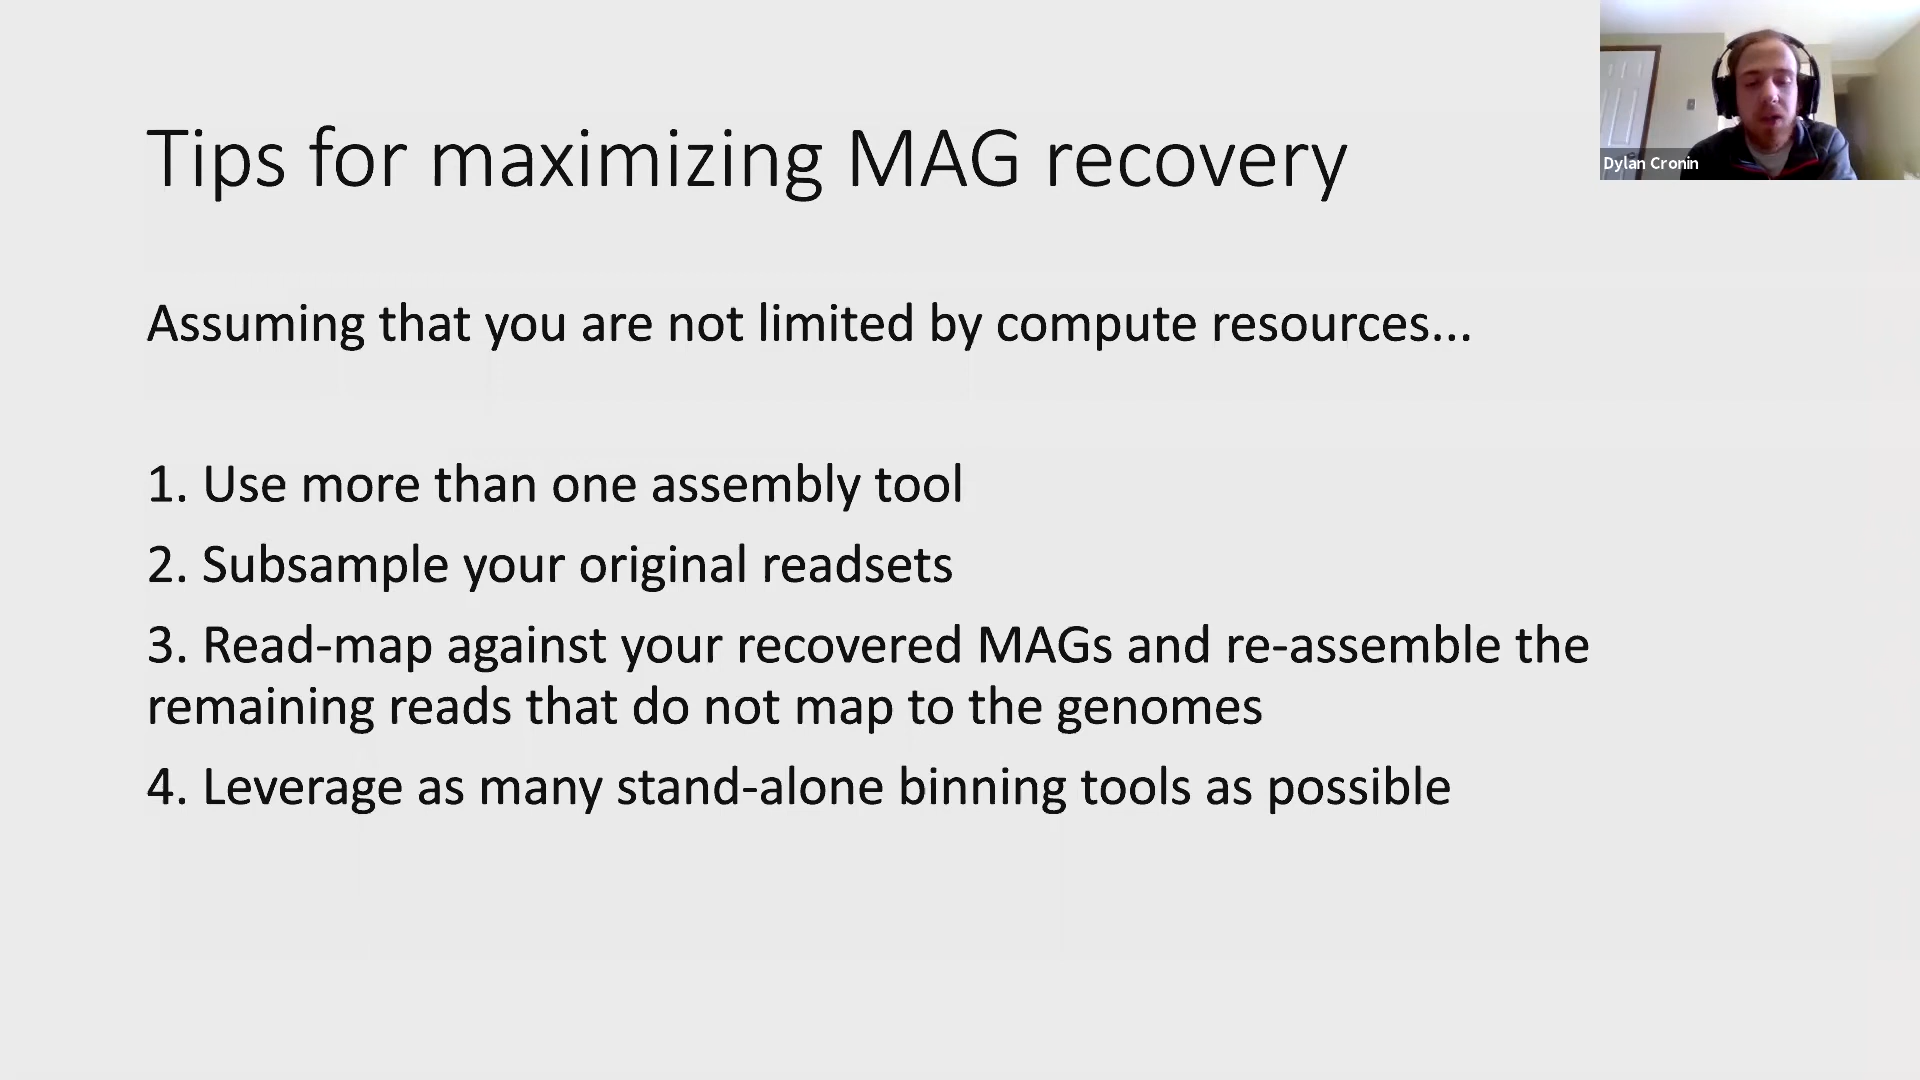 Tips for maximizing MAG recovery
Dylan Cronin
Assuming that you are not limited by compute resources...
1. Use more than one assembly tool
2. Subsample your original readsets
3. Read-map against your recovered MAGs and re-assemble the
remaining reads that do not map to the genomes
4. Leverage as many stand-alone binning tools as possible